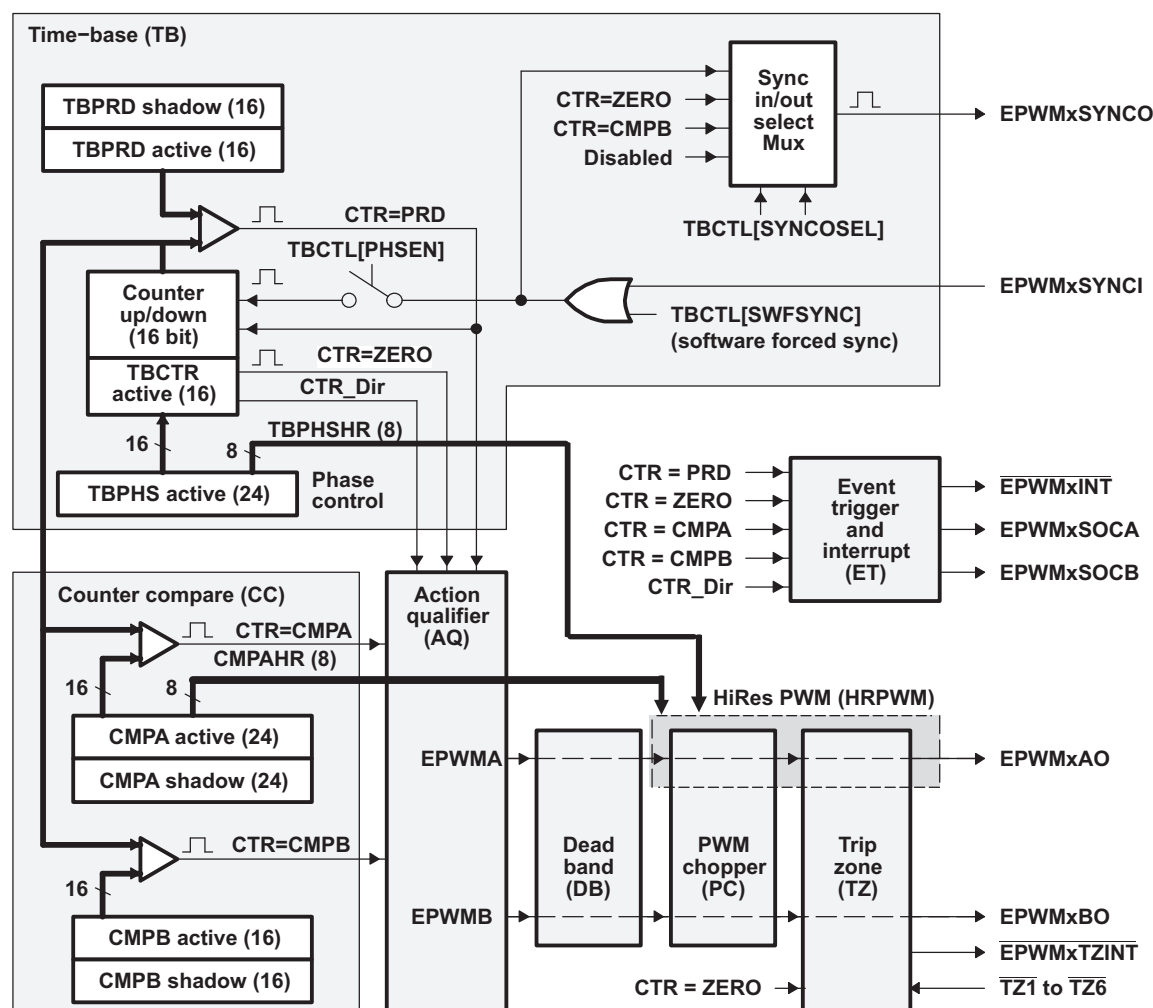 Time−base (TB)
TBPRD shadow (16)
TBPRD active (16)
CTR=PRD
TBCTL[PHSEN]
Counter
up/down
(16 bit)
TBCTR
active (16)
CTR=ZERO
CTR_Dir
16
8
TBPHSHR (8)
TBPHS active (24)
Phase
control
CTR=ZERO
CTR=CMPB
Disabled
Sync
in/out
select
Mux
EPWMxSYNCO
TBCTL[SYNCOSEL]
EPWMxSYNCI
TBCTL[SWFSYNC]
(software forced sync)
CTR = PRD
CTR = ZERO
CTR = CMPA
CTR = CMPB
CTR_Dir
Event
trigger
and
interrupt
(ET)
EPWMxINT
EPWMxSOCA
EPWMxSOCB
Counter compare (CC)
CTR=CMPA
CMPAHR (8)
16
8
CMPA active (24)
CMPA shadow (24)
CTR=CMPB
16
CMPB active (16)
CMPB shadow (16)
Action
qualifier
(AQ)
EPWMA
EPWMB
HiRes PWM (HRPWM)
Dead
band
(DB)
PWM
chopper
(PC)
Trip
zone
(TZ)
EPWMxAO
EPWMxBO
EPWMxTZINT
CTR = ZERO
TZ1 to TZ6